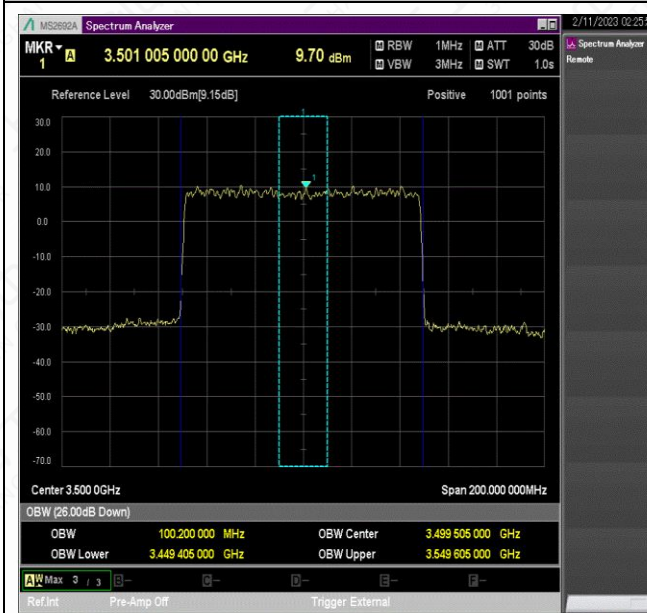 MS2692A Spectrum Analyzer
2/11/2023 02:25:5
MKR 1 A 3.501 005 000 00 GHz 9.70 dBm
RBW 1MHz ATT 30dB
VBW 3MHz SWT 1.0s
Spectrum Analyzer
Remote
Reference Level 30.00dBm[9.15dB] Positive 1001 points
1
30.0
20.0
1
10.0
0.0
-10.0
-20.0
-30.0
-40.0
-50.0
-60.0
-70.0
Center 3.500 0GHz Span 200.000 000MHz
OBW (26.00dB Down)
OBW 100.200 000 MHz OBW Center 3.499 505 000 GHz
OBW Lower 3.449 405 000 GHz OBW Upper 3.549 605 000 GHz
A W Max 3 / 3 B- C- D- E- F-
Ref.Int Pre-Amp Off Trigger External